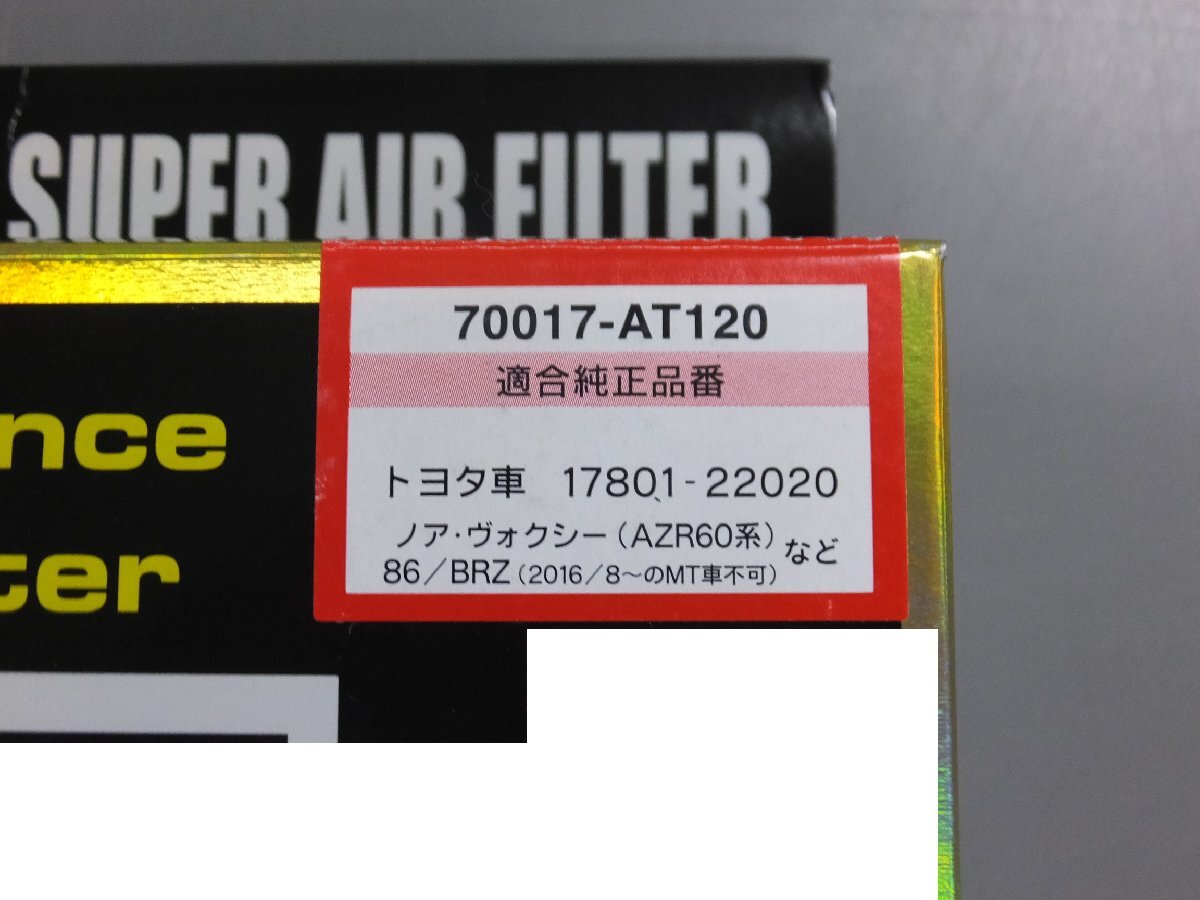 SUPER AIR FILTER
70017-AT120
適合純正品番
トヨタ車 17801-22020
ノア・ヴォクシー(AZR60系)など
86/BRZ(2016/8～のMT車不可)
nce
ter